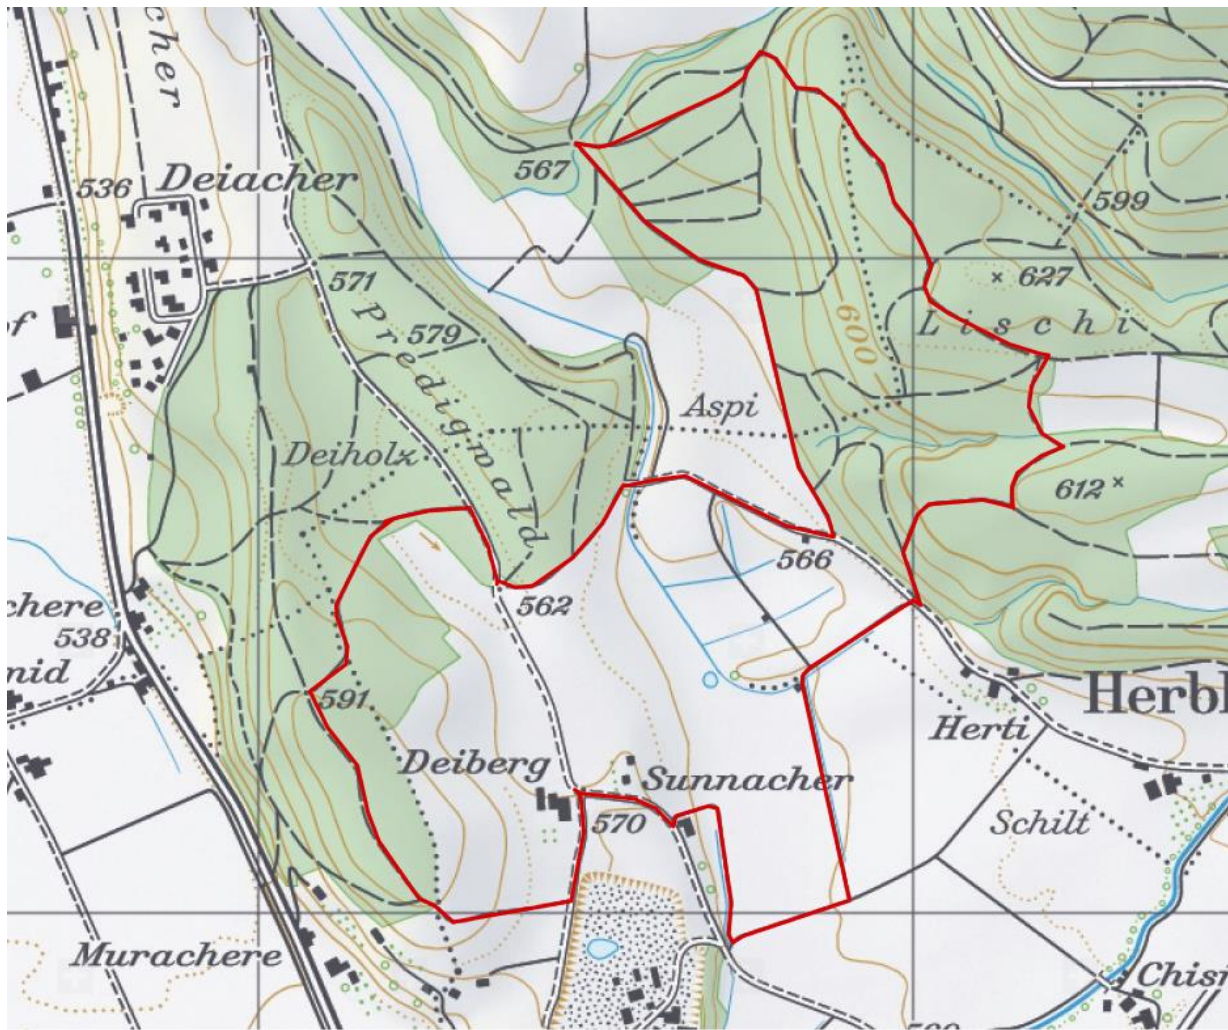 cher
567
536
Deiacher
599
571
627
Predigwald
579
600
Lischi
Aspi
Deiholz
612
566
562
chere
538
mid
591
Herbl
Deiberg
Sunnacher
Herti
570
Schilt
Murachere
Chisr